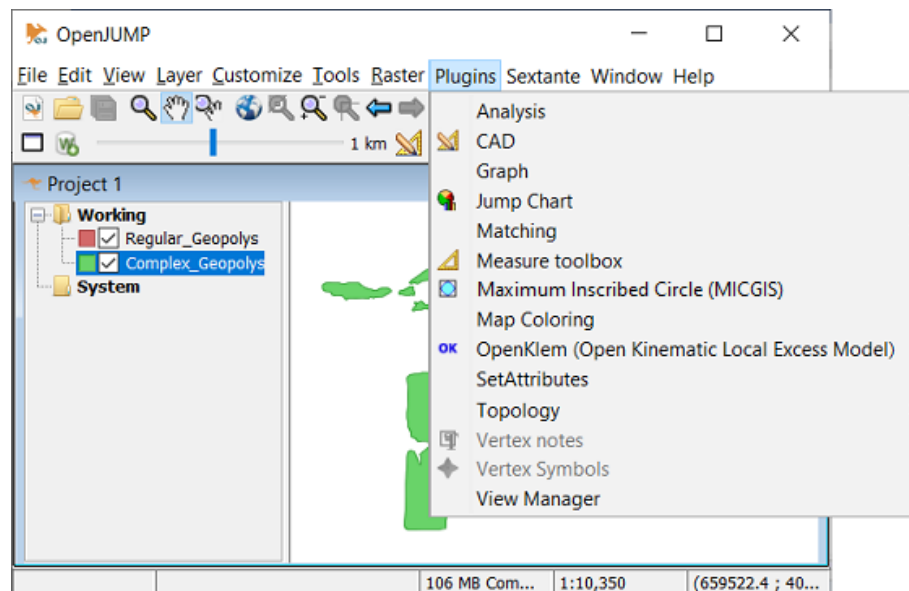 OpenJUMP
File Edit View Layer Customize Tools Raster Plugins Sextante Window Help
1 km
Project 1
Working
Regular_Geopolys
Complex_Geopolys
System
Analysis
CAD
Graph
Jump Chart
Matching
Measure toolbox
Maximum Inscribed Circle (MICGIS)
Map Coloring
OK OpenKlem (Open Kinematic Local Excess Model)
SetAttributes
Topology
Vertex notes
Vertex Symbols
View Manager
106 MB Com... 1:10,350 (659522.4 ; 40...